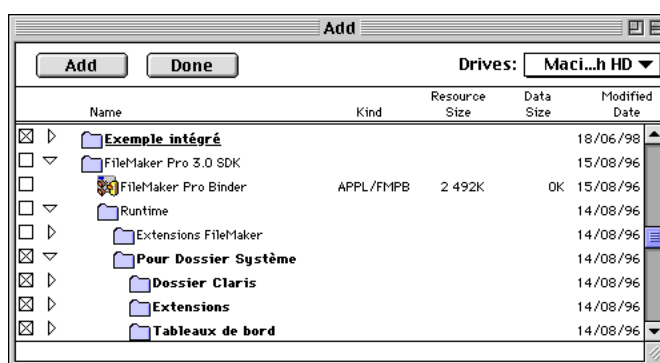 Add
Add Done Drives: Maci…h HD
Resource Data Modified
Name Kind Size Size Date
Exemple intégré 18/06/98
FileMaker Pro 3.0 SDK 15/08/96
FileMaker Pro Binder APPL/FMPB 2 492K 0K 15/08/96
Runtime 14/08/96
Extensions FileMaker 14/08/96
Pour Dossier Système 14/08/96
Dossier Claris 14/08/96
Extensions 14/08/96
Tableaux de bord 14/08/96